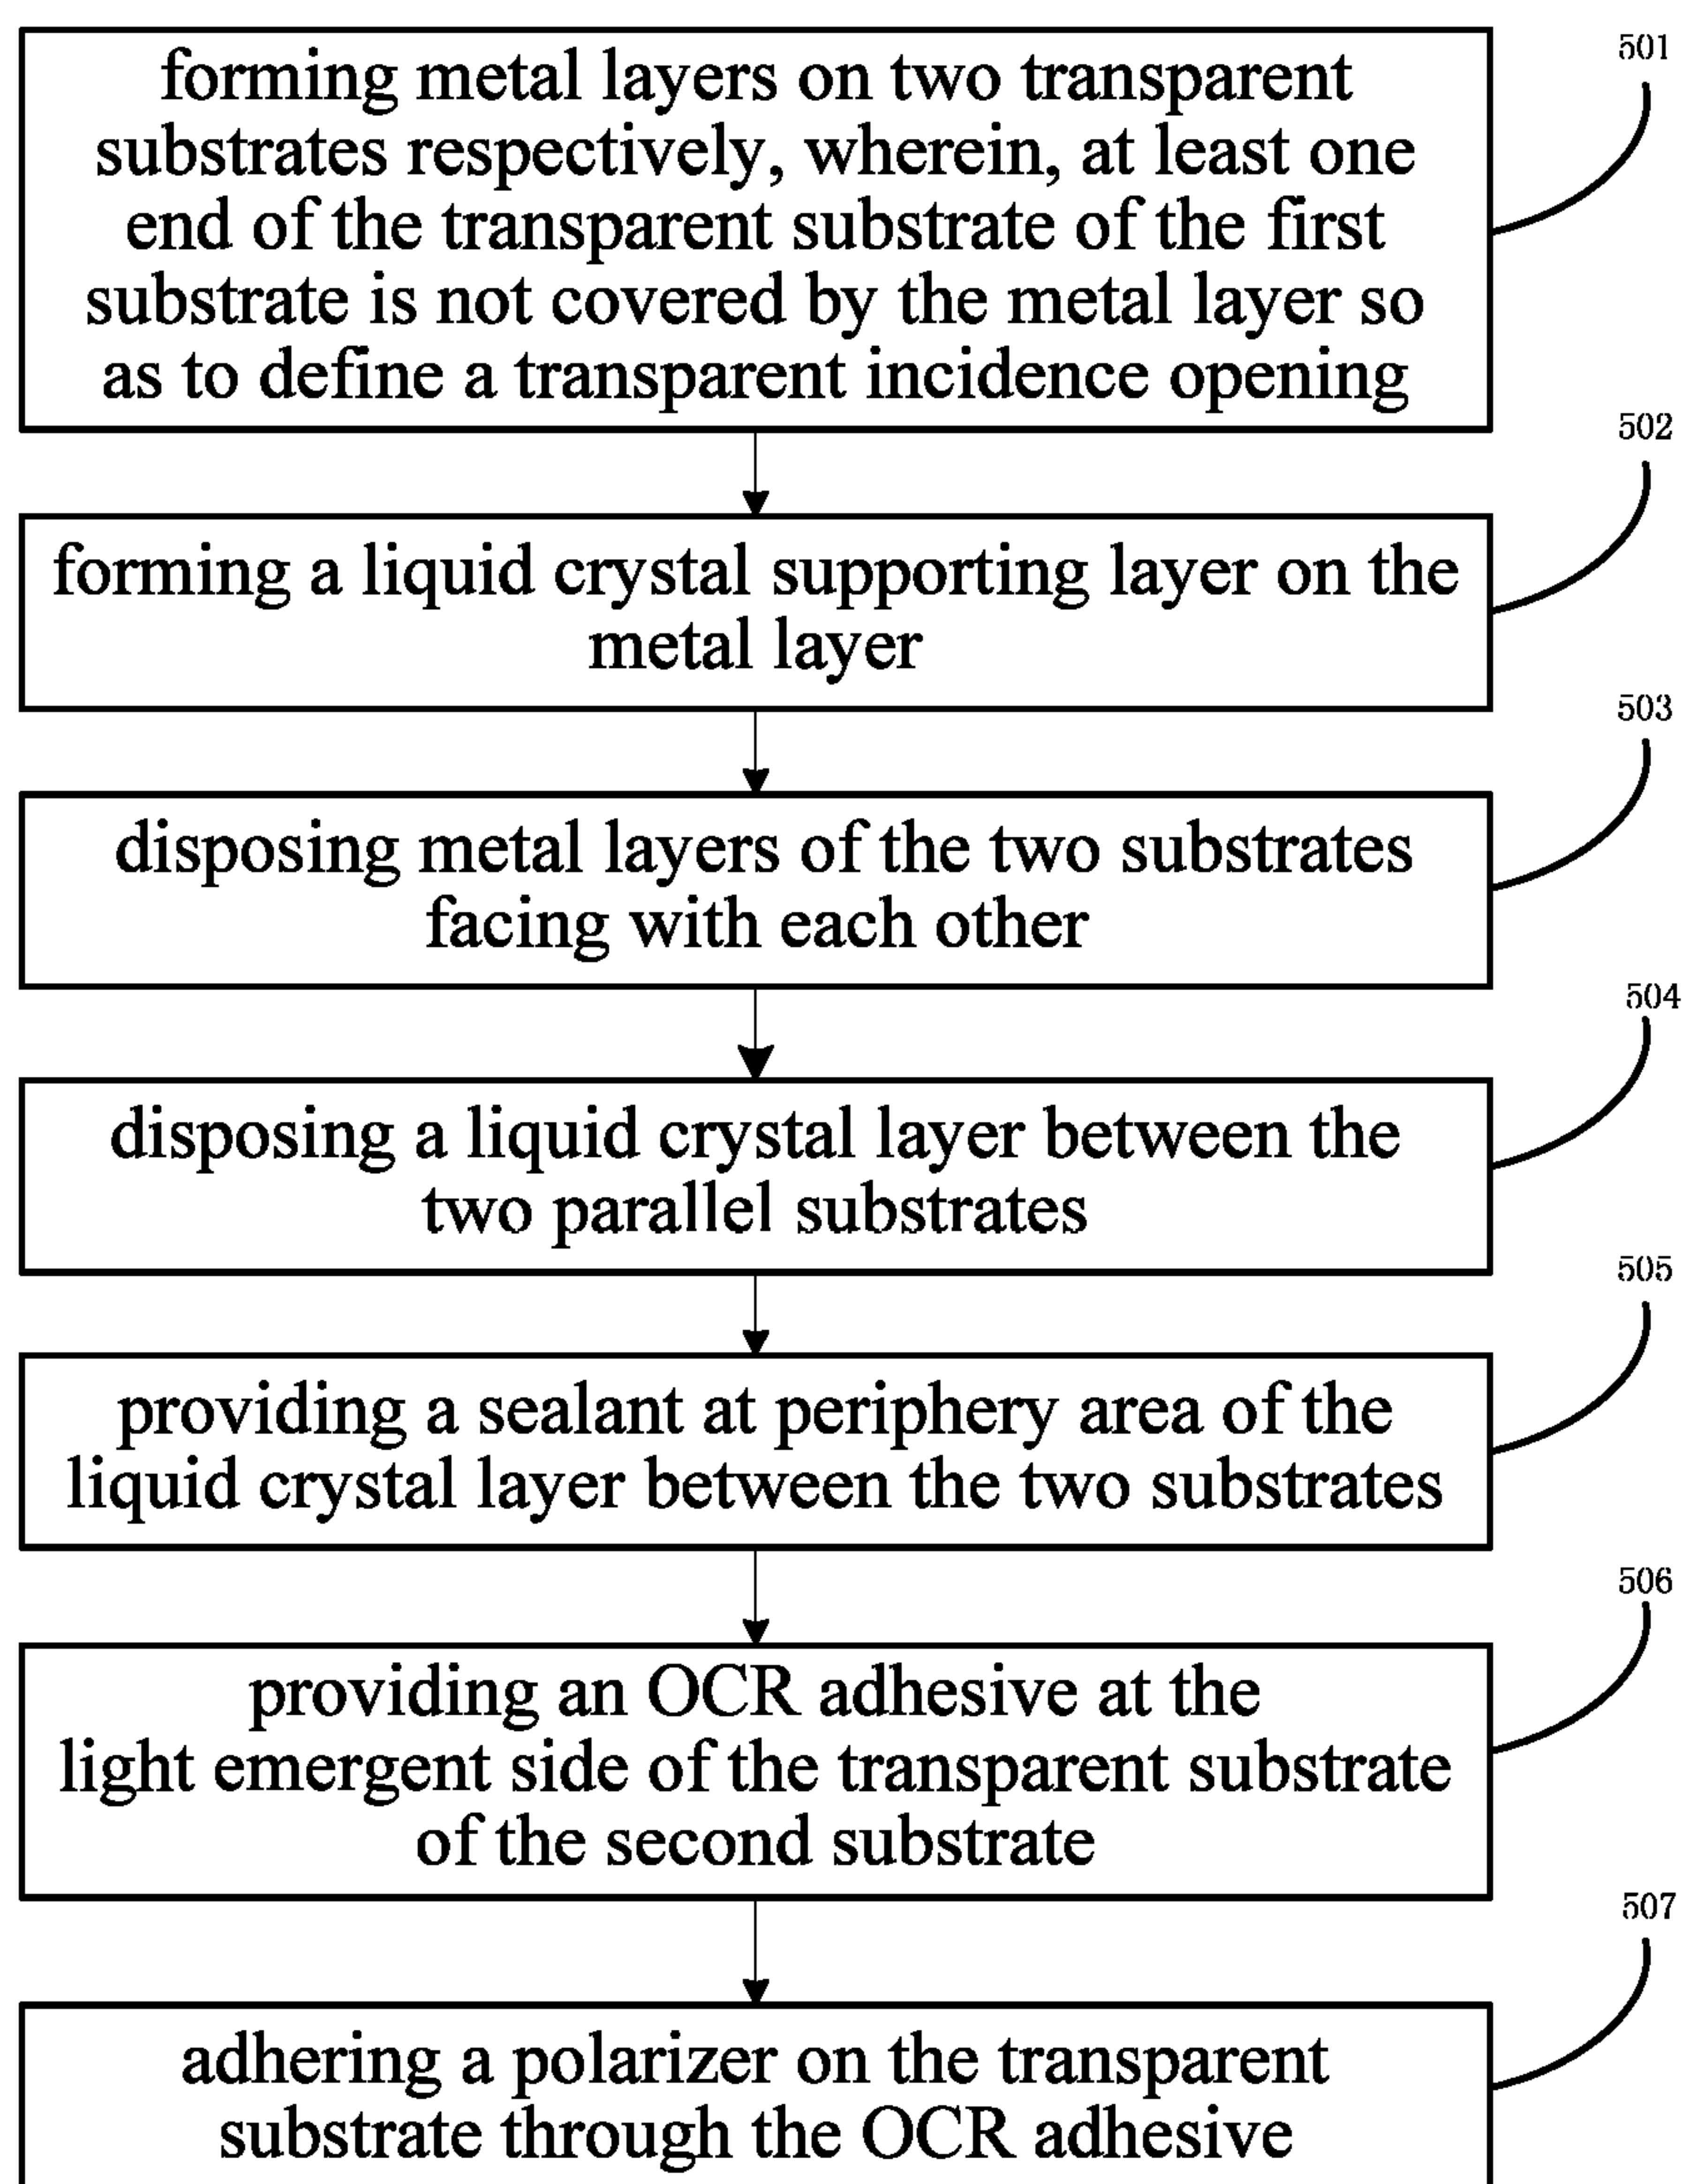 501
forming metal layers on two transparent
substrates respectively, wherein, at least one
end of the transparent substrate of the first
substrate is not covered by the metal layer so
as to define a transparent incidence opening
502
forming a liquid crystal supporting layer on the
metal layer
503
disposing metal layers of the two substrates
facing with each other
504
disposing a liquid crystal layer between the
two parallel substrates
505
providing a sealant at periphery area of the
liquid crystal layer between the two substrates
506
providing an OCR adhesive at the
light emergent side of the transparent substrate
of the second substrate
507
adhering a polarizer on the transparent
substrate through the OCR adhesive